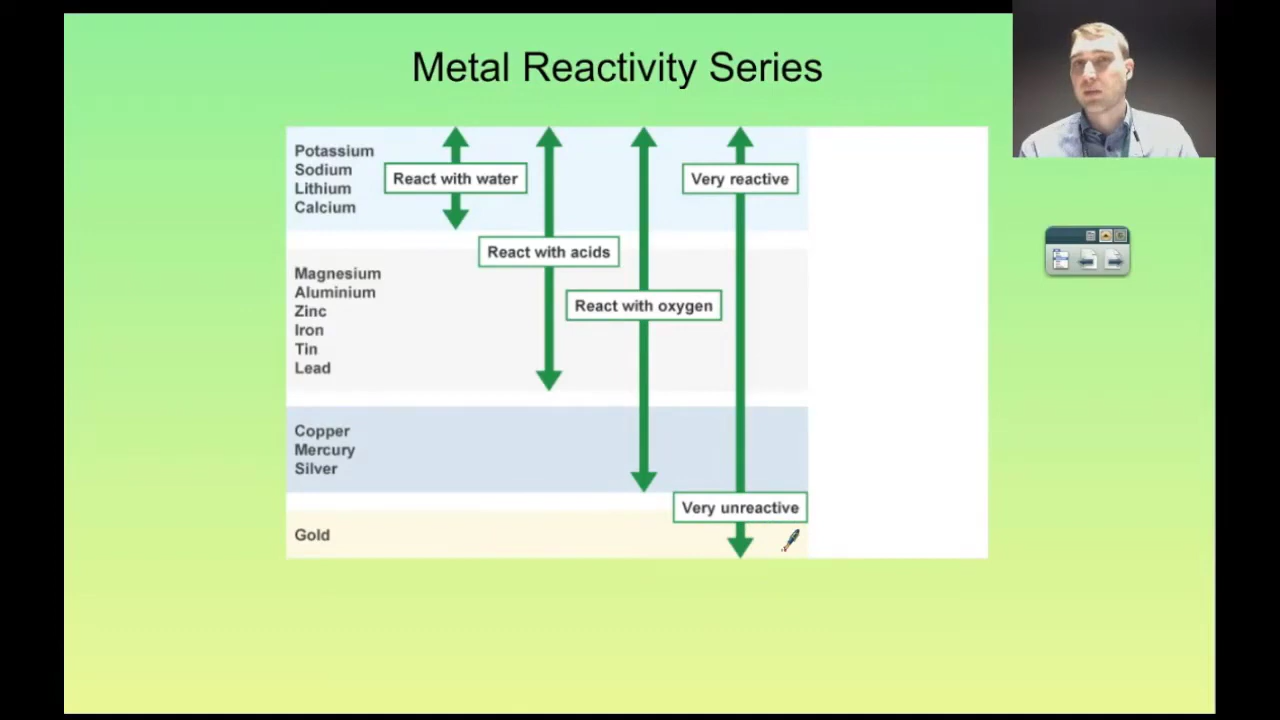 Metal Reactivity Series
Potassium
Sodium
Lithium
Calcium
React with water
Very reactive
React with acids
Magnesium
Aluminium
Zinc
Iron
Tin
Lead
React with oxygen
Copper
Mercury
Silver
Very unreactive
Gold